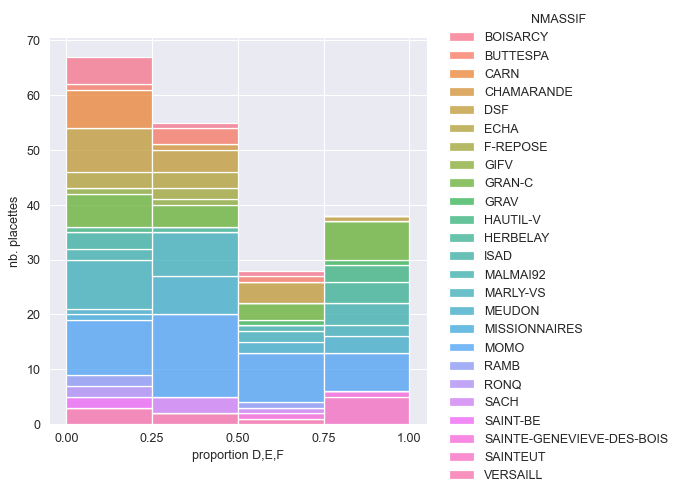 NMASSIF
BOISARCY
BUTTESPA
CARN
CHAMARANDE
DSF
ECHA
F-REPOSE
GIFV
GRAN-C
GRAV
HAUTIL-V
HERBELAY
ISAD
MALMAI92
MARLY-VS
MEUDON
MISSIONNAIRES
MOMO
RAMB
RONQ
SACH
SAINT-BE
SAINTE-GENEVIEVE-DES-BOIS
SAINTEUT
VERSAILL
70
60
50
40
30
20
10
0
nb. placettes
0.00 0.25 0.50 0.75 1.00
proportion D,E,F